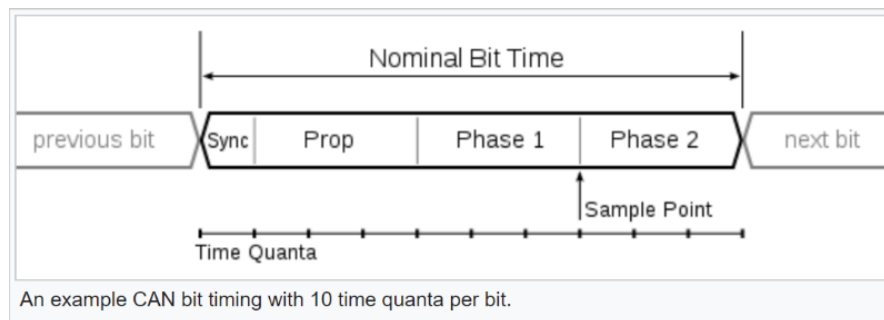 Nominal Bit Time
previous bit Sync Prop Phase 1 Phase 2 next bit
Sample Point
Time Quanta
An example CAN bit timing with 10 time quanta per bit.